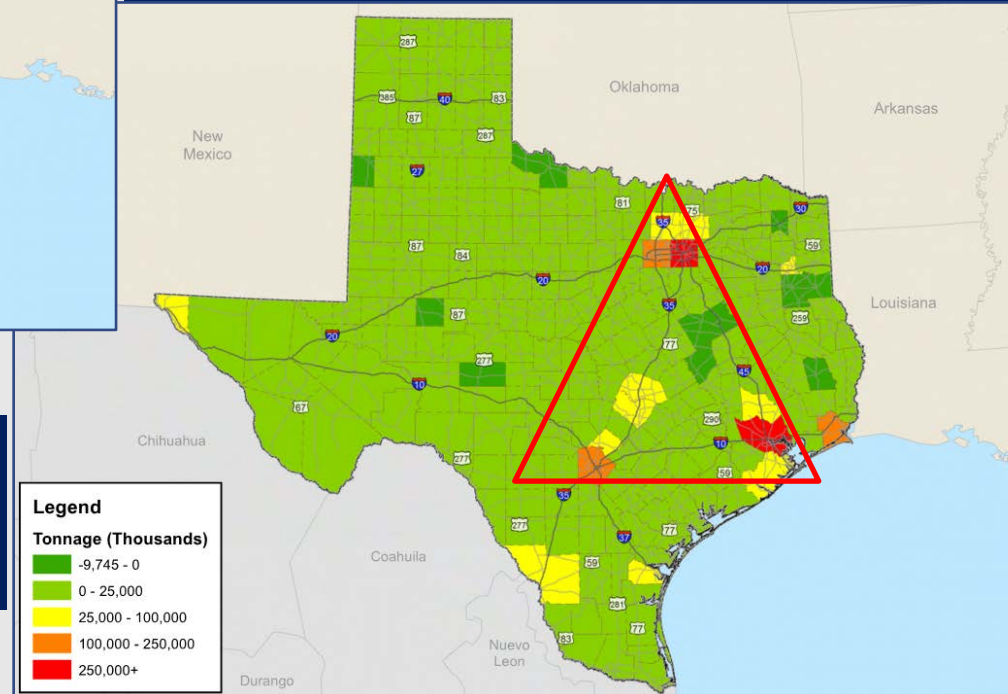 287
Oklahoma
385
40
83
87
Arkansas
New
Mexico
287
27
81
35
75
30
87
84
59
20
20
Louisiana
35
87
259
20
77
277
45
10
67
290
10
Chihuahua
277
59
35
277
77
37
Coahuila
59
281
77
83
Nuevo
Leon
Durango
Legend
Tonnage (Thousands)
-9,745 - 0
0 - 25,000
25,000 - 100,000
100,000 - 250,000
250,000+